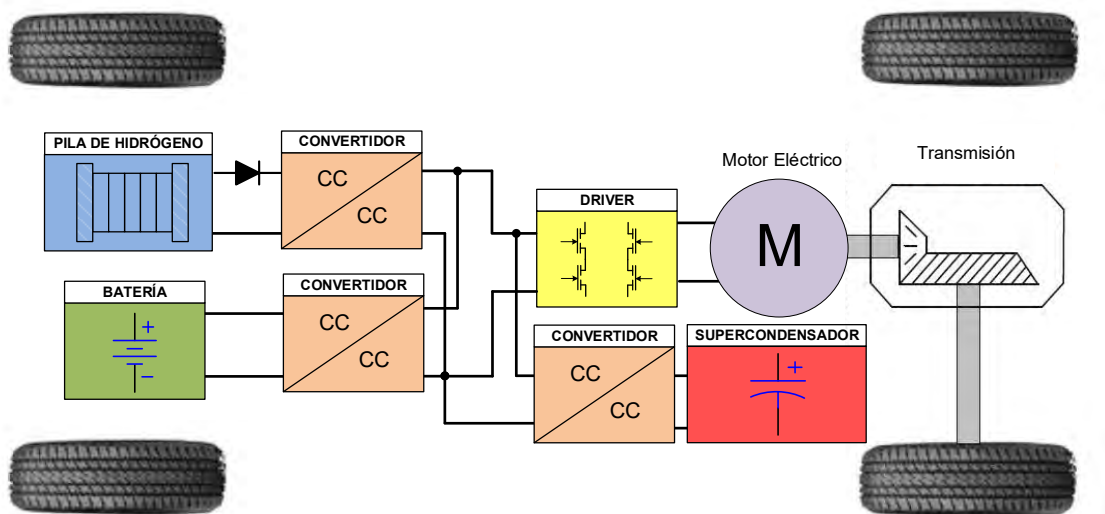 PILA DE HIDRÓGENO
CONVERTIDOR
CC
CC
Motor Eléctrico
Transmisión
DRIVER
M
BATERÍA
+
−
CONVERTIDOR
CC
CC
CONVERTIDOR
CC
CC
SUPERCONDENSADOR
+